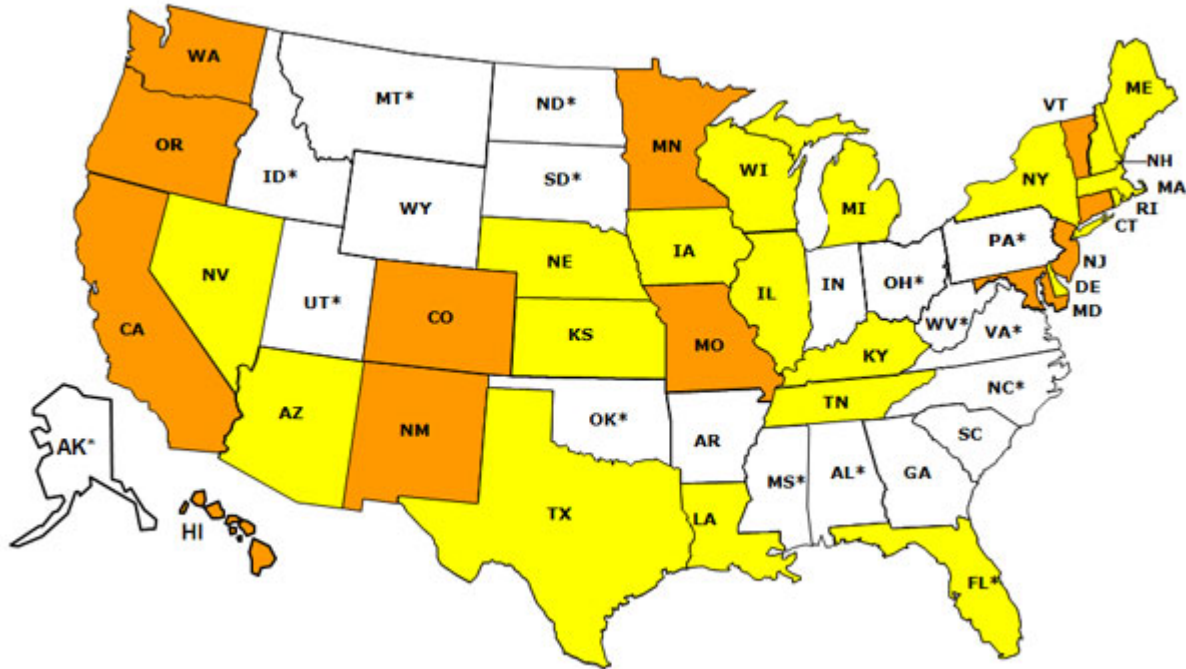 WA
MT*
ND*
MN
VT
ME
OR
ID*
SD*
WI
MI
NY
NH
MA
WY
RI
CT
NV
UT*
NE
IA
IL
IN
OH*
PA*
NJ
DE
MD
CA
CO
KS
MO
WV*
VA*
KY
AZ
NM
OK*
AR
TN
NC*
SC
AK*
HI
TX
LA
MS*
AL*
GA
FL*